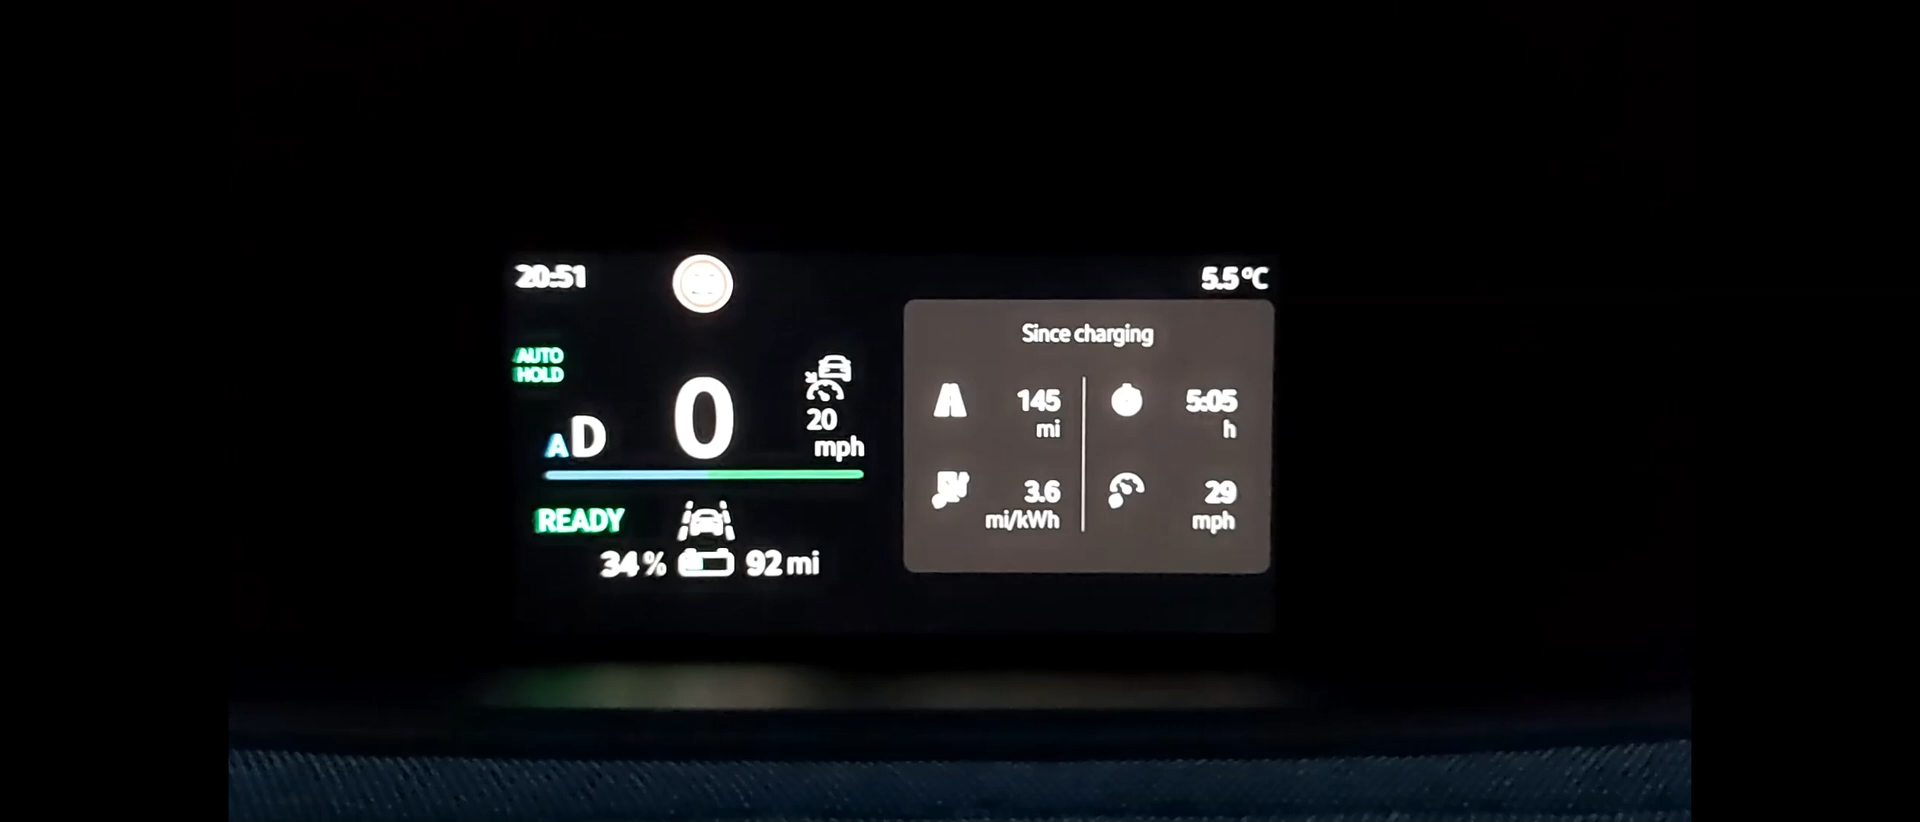 20:51
5.5°C
AUTO
HOLD
A D
0
20
mph
READY
34 %
92 mi
Since charging
145
mi
5:05
h
3.6
mi/kWh
29
mph